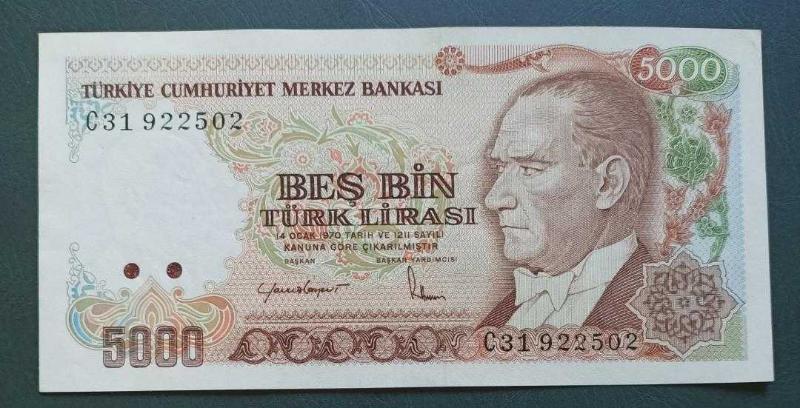 5000
TÜRKİYE CUMHURİYET MERKEZ BANKASI
C31 922502
BEŞ BİN
TÜRK LİRASI
14 OCAK 1970 TARİH VE 1211 SAYILI
KANUNA GÖRE ÇIKARILMIŞTIR
BAŞKAN BAŞKAN YARDIMCISI
5000
C31 922502